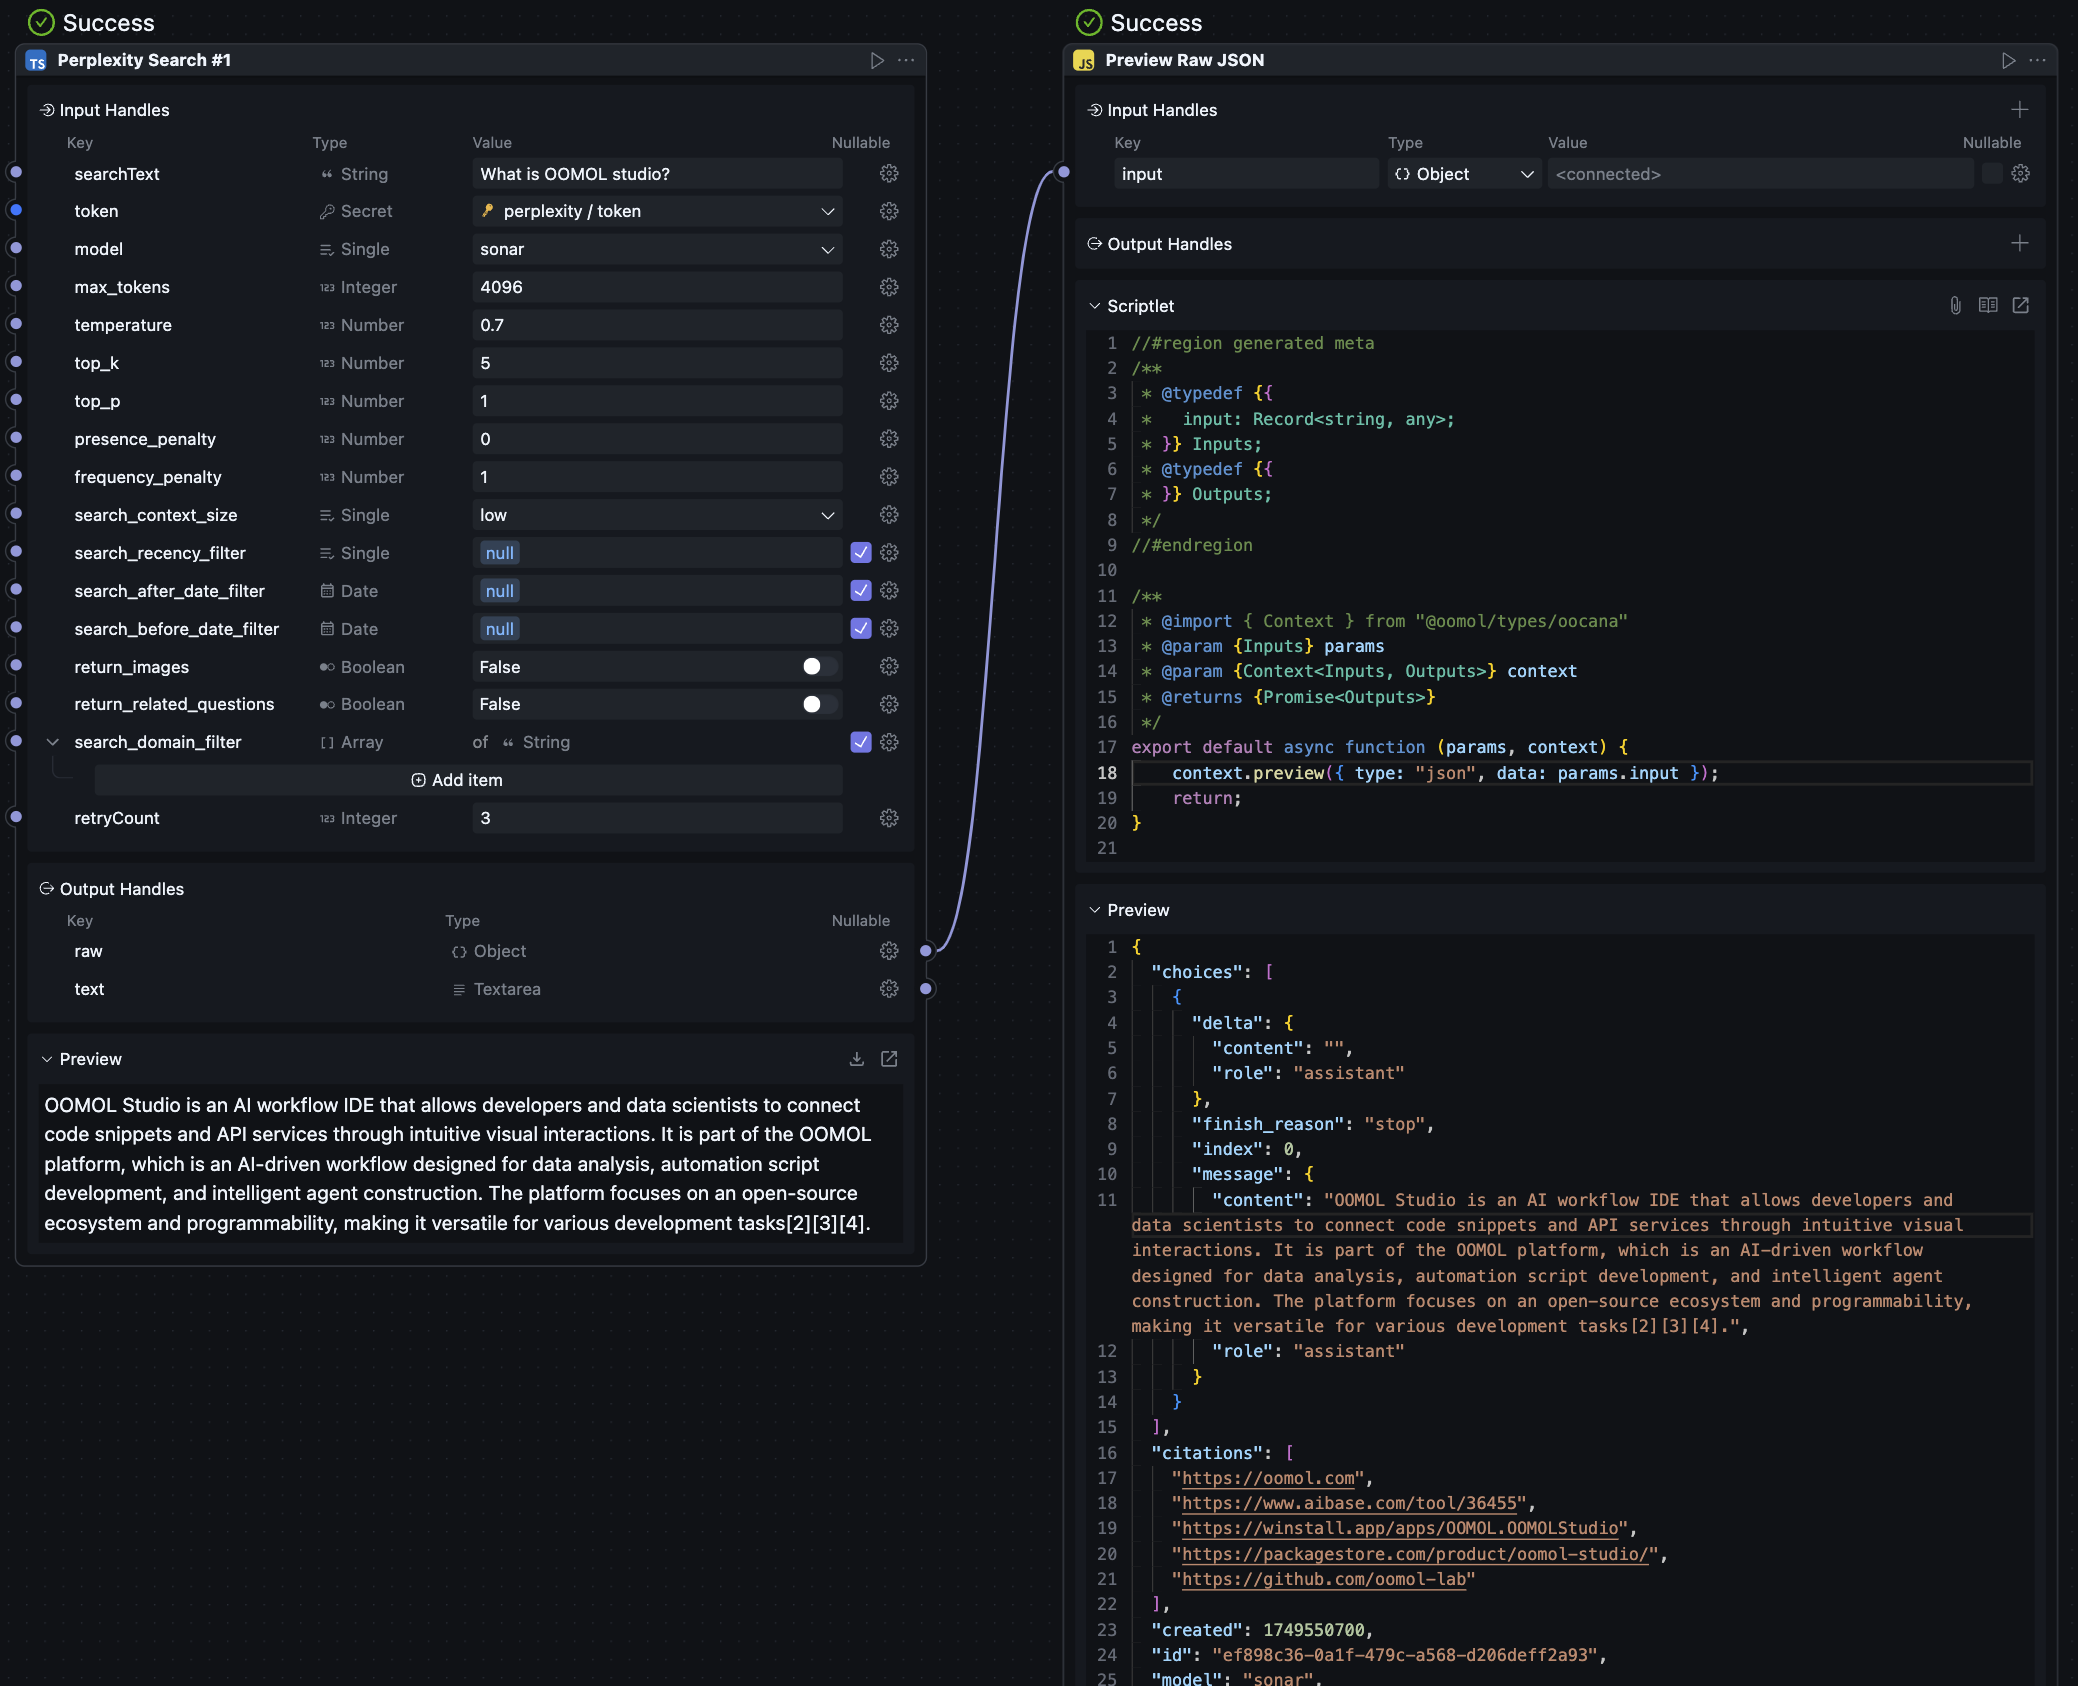 Success
TS Perplexity Search #1
Input Handles
Key Type Value Nullable
searchText String What is OOMOL studio?
token Secret perplexity / token
model Single sonar
max_tokens 123 Integer 4096
temperature 123 Number 0.7
top_k 123 Number 5
top_p 123 Number 1
presence_penalty 123 Number 0
frequency_penalty 123 Number 1
search_context_size Single low
search_recency_filter Single null
search_after_date_filter Date null
search_before_date_filter Date null
return_images Boolean False
return_related_questions Boolean False
search_domain_filter [] Array of “ String
Add item
retryCount 123 Integer 3
Output Handles
Key Type Nullable
raw {} Object
text Textarea
Preview
OOMOL Studio is an AI workflow IDE that allows developers and data scientists to connect
code snippets and API services through intuitive visual interactions. It is part of the OOMOL
platform, which is an AI-driven workflow designed for data analysis, automation script
development, and intelligent agent construction. The platform focuses on an open-source
ecosystem and programmability, making it versatile for various development tasks[2][3][4].
Success
JS Preview Raw JSON
Input Handles
Key Type Value Nullable
input {} Object <connected>
Output Handles
Scriptlet
1 //#region generated meta
2 /**
3 * @typedef {{
4 *   input: Record<string, any>;
5 * }} Inputs;
6 * @typedef {{
7 * }} Outputs;
8 */
9 //#endregion
10
11 /**
12 * @import { Context } from "@oomol/types/oocana"
13 * @param {Inputs} params
14 * @param {Context<Inputs, Outputs>} context
15 * @returns {Promise<Outputs>}
16 */
17 export default async function (params, context) {
18     context.preview({ type: "json", data: params.input });
19     return;
20 }
21
Preview
1 {
2   "choices": [
3     {
4       "delta": {
5         "content": "",
6         "role": "assistant"
7       },
8       "finish_reason": "stop",
9       "index": 0,
10       "message": {
11         "content": "OOMOL Studio is an AI workflow IDE that allows developers and
data scientists to connect code snippets and API services through intuitive visual
interactions. It is part of the OOMOL platform, which is an AI-driven workflow
designed for data analysis, automation script development, and intelligent agent
construction. The platform focuses on an open-source ecosystem and programmability,
making it versatile for various development tasks[2][3][4].",
12         "role": "assistant"
13       }
14     }
15   ],
16   "citations": [
17     "https://oomol.com",
18     "https://www.aibase.com/tool/36455",
19     "https://winstall.app/apps/OOMOL.OOMOLStudio",
20     "https://packagestore.com/product/oomol-studio/",
21     "https://github.com/oomol-lab"
22   ],
23   "created": 1749550700,
24   "id": "ef898c36-0a1f-479c-a568-d206deff2a93",
25   "model": "sonar",